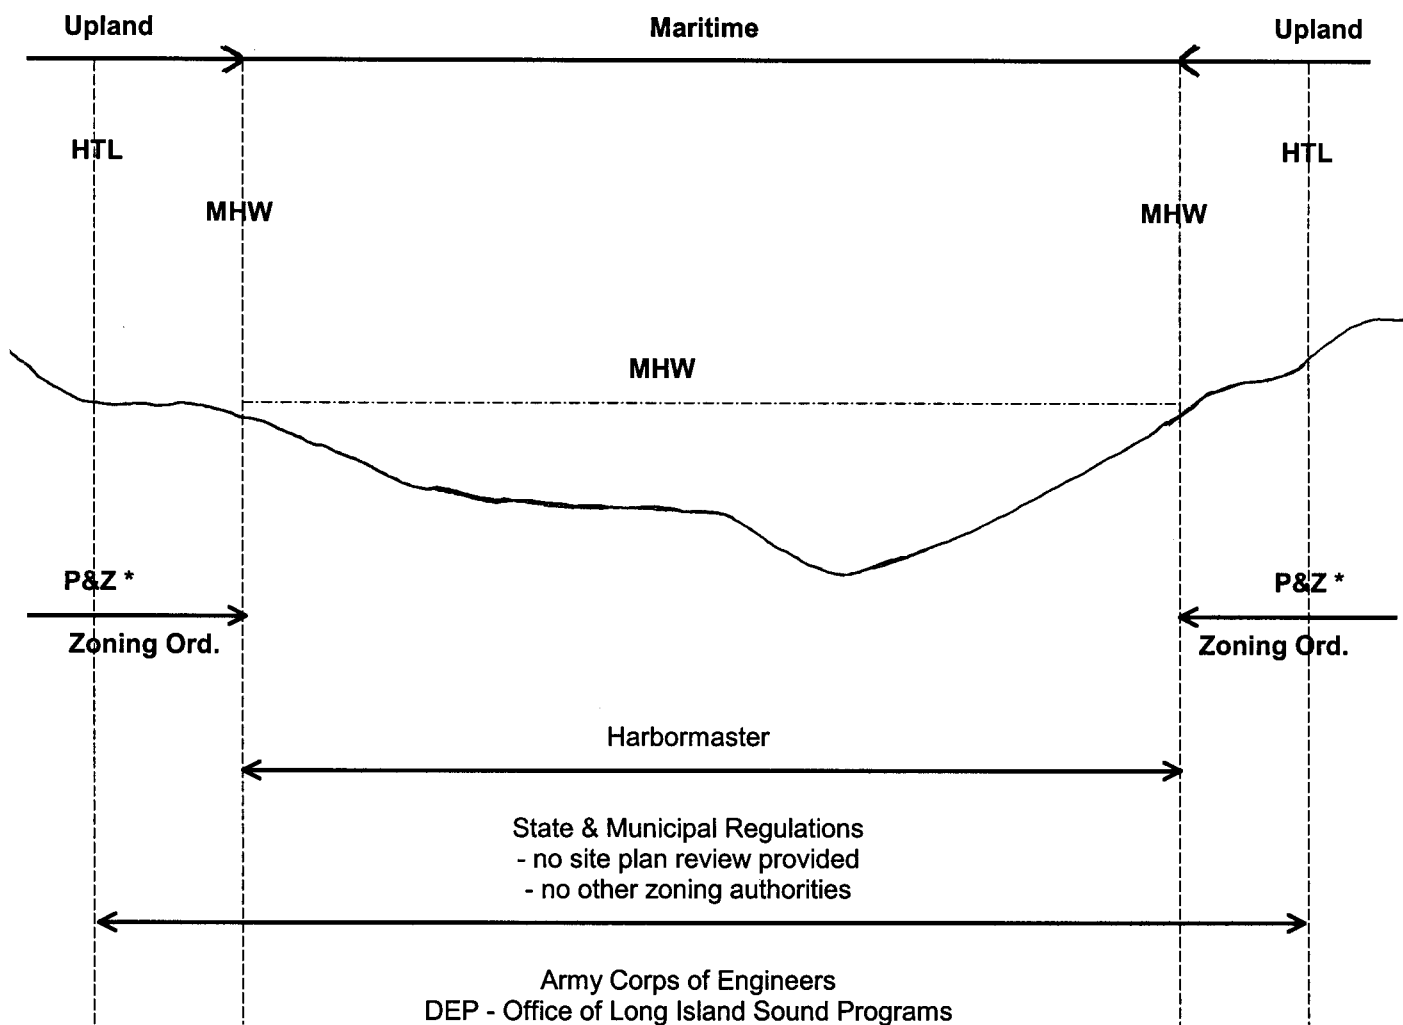 Upland
Maritime
Upland
HTL
HTL
MHW
MHW
MHW
P&Z *
P&Z *
Zoning Ord.
Zoning Ord.
Harbormaster
State & Municipal Regulations
- no site plan review provided
- no other zoning authorities
Army Corps of Engineers
DEP - Office of Long Island Sound Programs